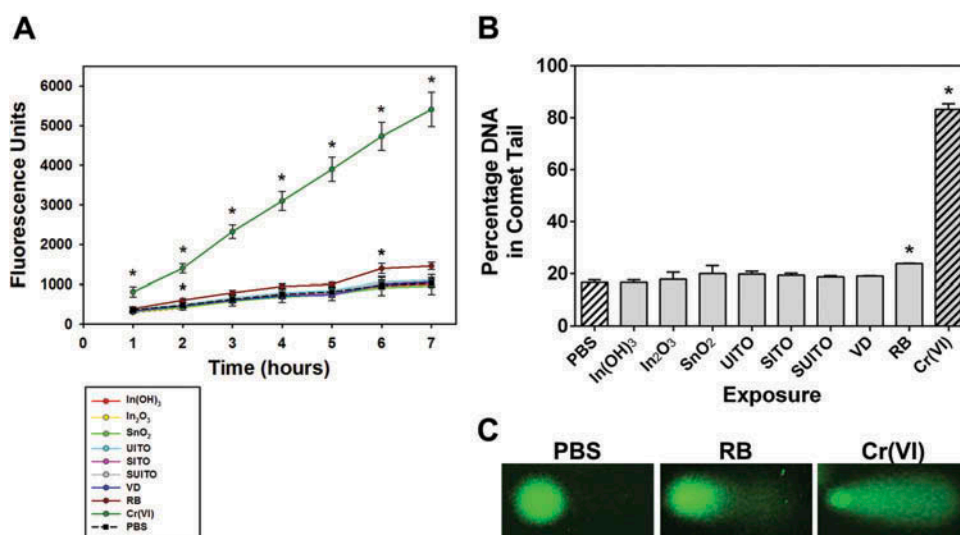 A
Fluorescence Units
6000
5000
4000
3000
2000
1000
0
* * * * * * *
* *
0 1 2 3 4 5 6 7
Time (hours)
In(OH)₃
In₂O₃
SnO₂
UITO
SITO
SUITO
VD
RB
Cr(VI)
PBS
B
Percentage DNA
in Comet Tail
100
80
60
40
20
0
* *
PBS In(OH)₃ In₂O₃ SnO₂ UITO SITO SUITO VD RB Cr(VI)
Exposure
C
PBS RB Cr(VI)